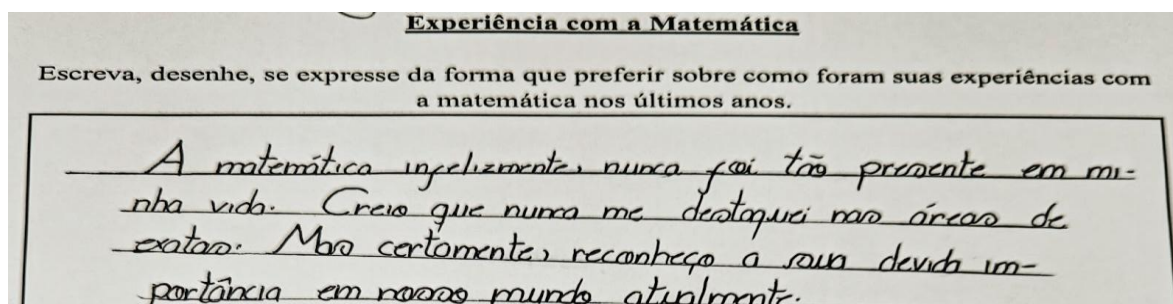 Experiência com a Matemática
Escreva, desenhe, se expresse da forma que preferir sobre como foram suas experiências com
a matemática nos últimos anos.
A matemática infelizmente, nunca foi tão presente em mi-
nha vida. Creio que nunca me destaquei nas áreas de
exatas. Mas certamente, reconheço a sua devida im-
portância em nosso mundo atualmente.